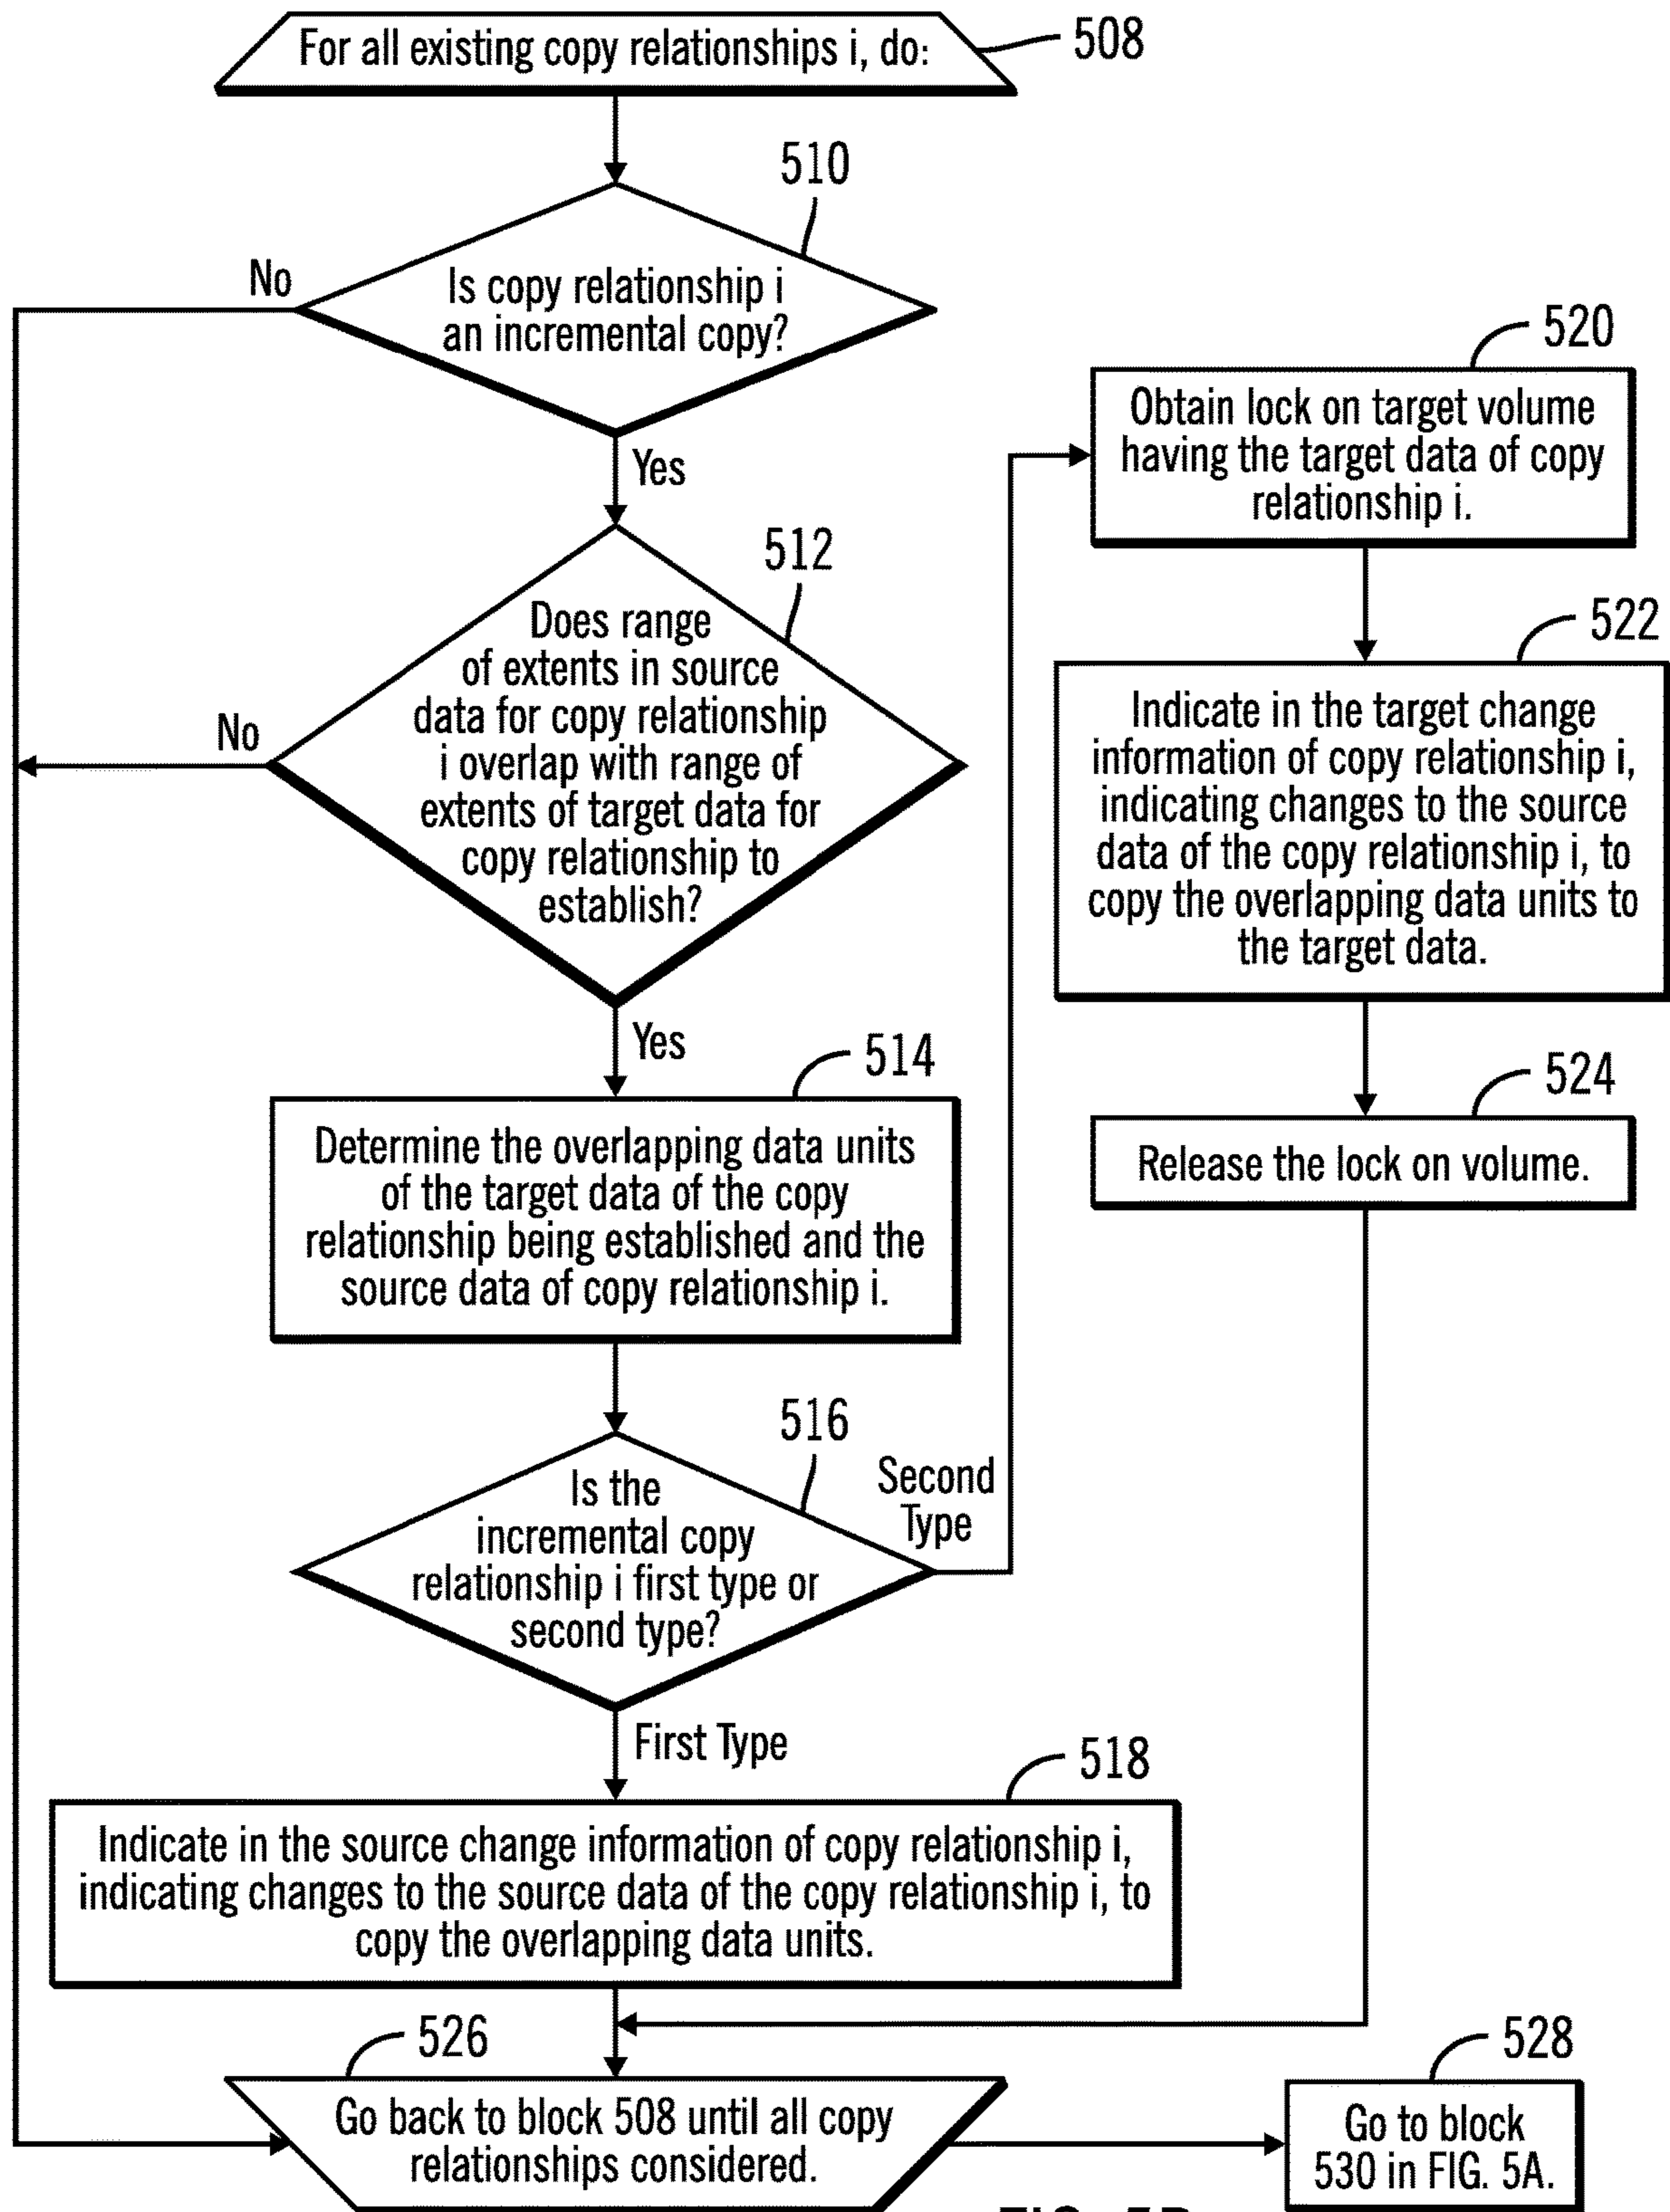 For all existing copy relationships i, do:
508
510
Is copy relationship i
an incremental copy?
No
Yes
512
Does range
of extents in source
data for copy relationship
i overlap with range of
extents of target data for
copy relationship to
establish?
No
Yes
514
Determine the overlapping data units
of the target data of the copy
relationship being established and the
source data of copy relationship i.
516
Is the
incremental copy
relationship i first type or
second type?
Second
Type
First Type
518
Indicate in the source change information of copy relationship i,
indicating changes to the source data of the copy relationship i, to
copy the overlapping data units.
520
Obtain lock on target volume
having the target data of copy
relationship i.
522
Indicate in the target change
information of copy relationship i,
indicating changes to the source
data of the copy relationship i, to
copy the overlapping data units to
the target data.
524
Release the lock on volume.
526
Go back to block 508 until all copy
relationships considered.
528
Go to block
530 in FIG. 5A.